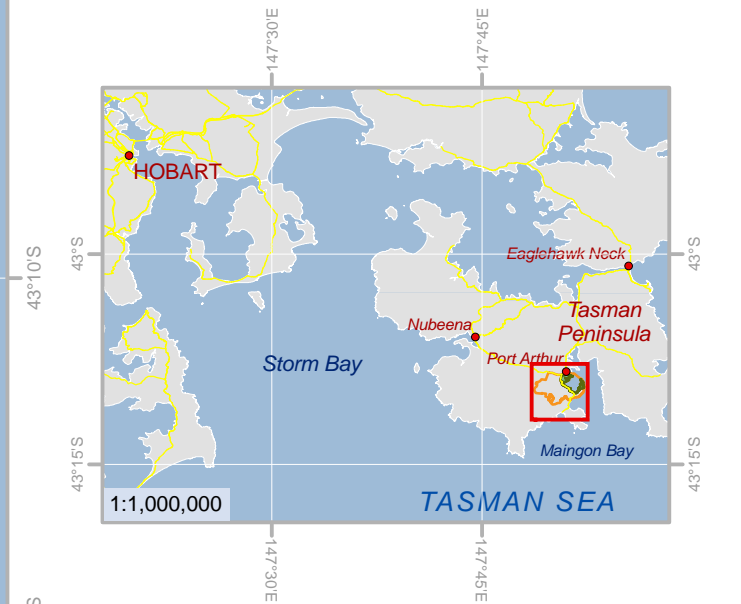 147°30'E
147°45'E
HOBART
43°S
Eaglehawk Neck
43°S
43°10'S
Tasman
Peninsula
Nubeena
Port Arthur
Storm Bay
Maingon Bay
43°15'S
43°15'S
1:1,000,000
TASMAN SEA
147°30'E
147°45'E
S